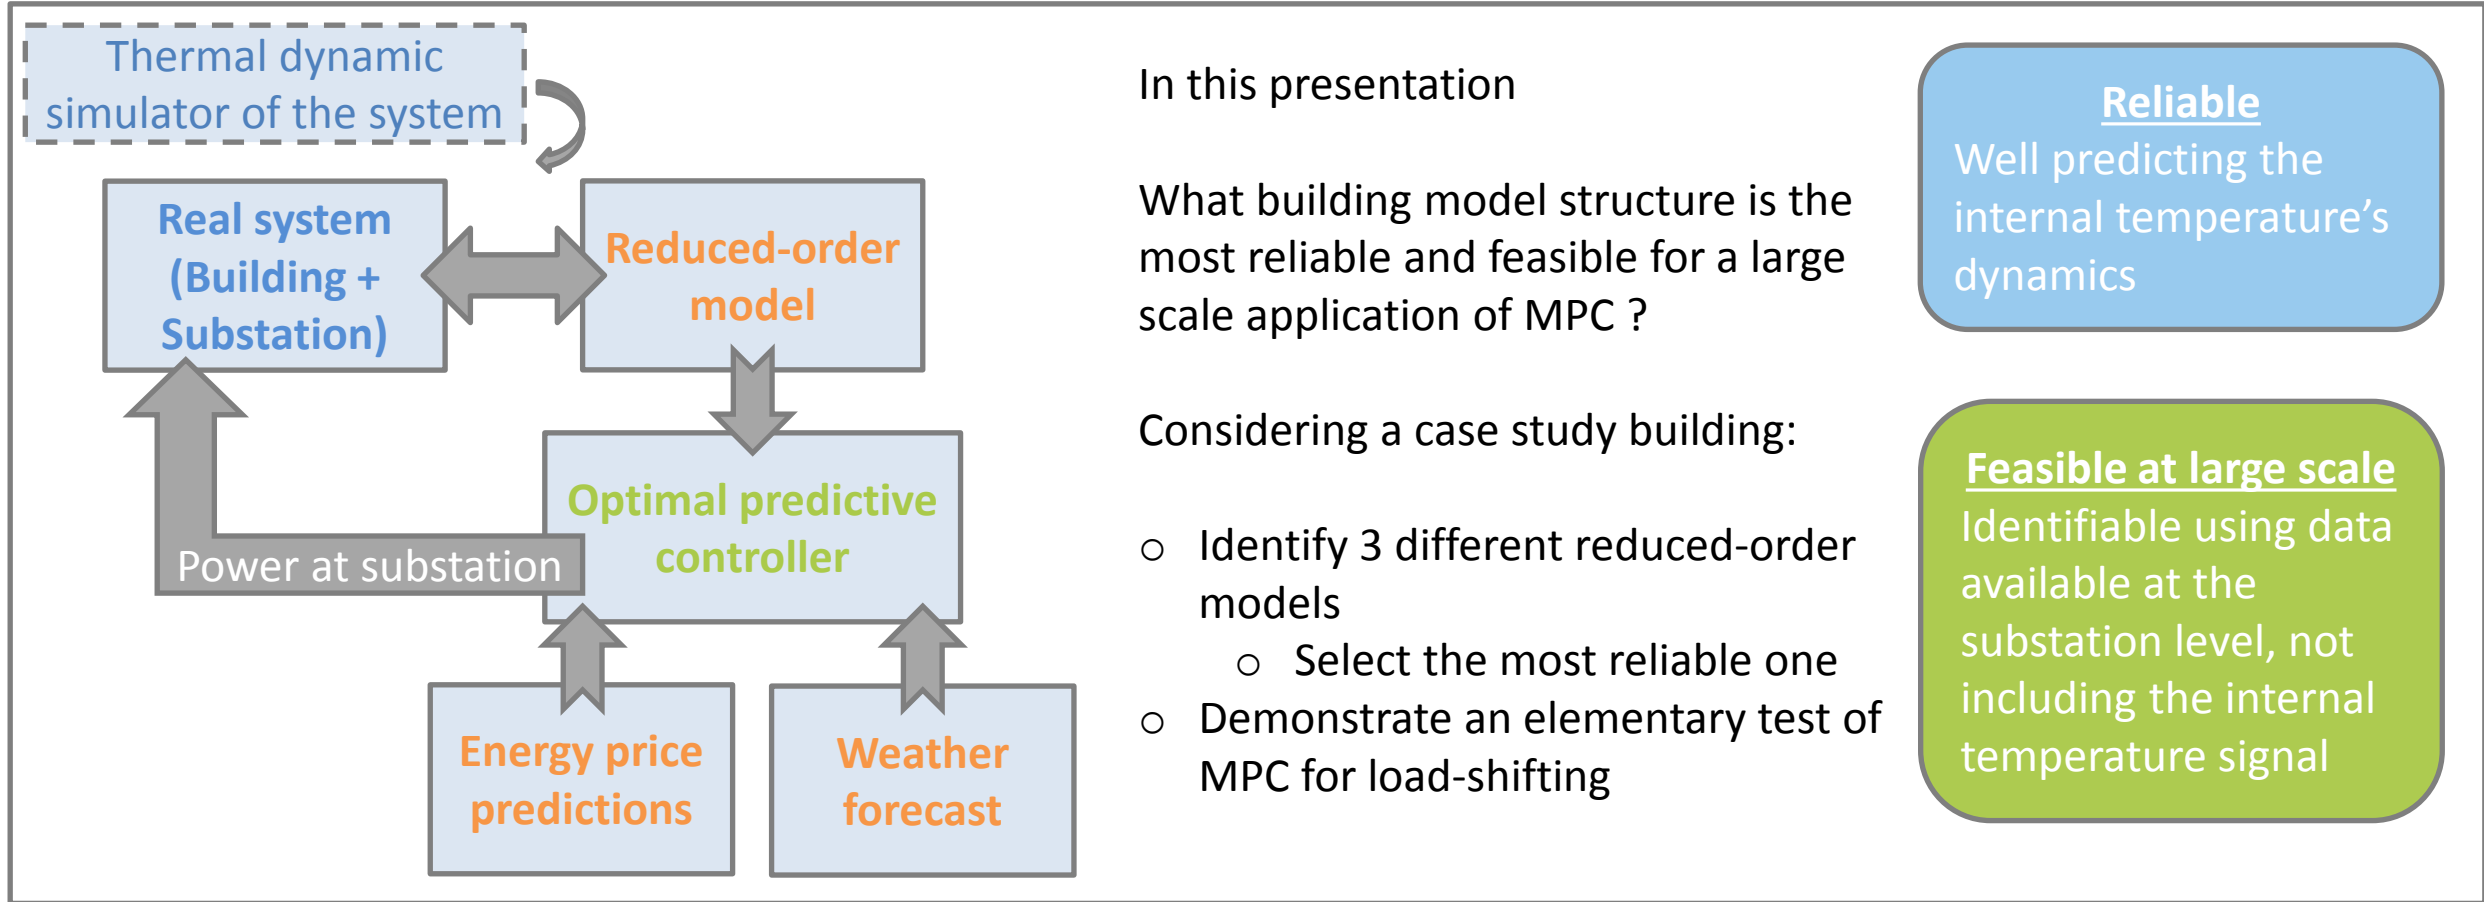 Thermal dynamic
simulator of the system
Real system
(Building +
Substation)
Reduced-order
model
Optimal predictive
controller
Power at substation
Energy price
predictions
Weather
forecast
In this presentation
What building model structure is the
most reliable and feasible for a large
scale application of MPC ?
Considering a case study building:
o Identify 3 different reduced-order
models
o Select the most reliable one
o Demonstrate an elementary test of
MPC for load-shifting
Reliable
Well predicting the
internal temperature’s
dynamics
Feasible at large scale
Identifiable using data
available at the
substation level, not
including the internal
temperature signal